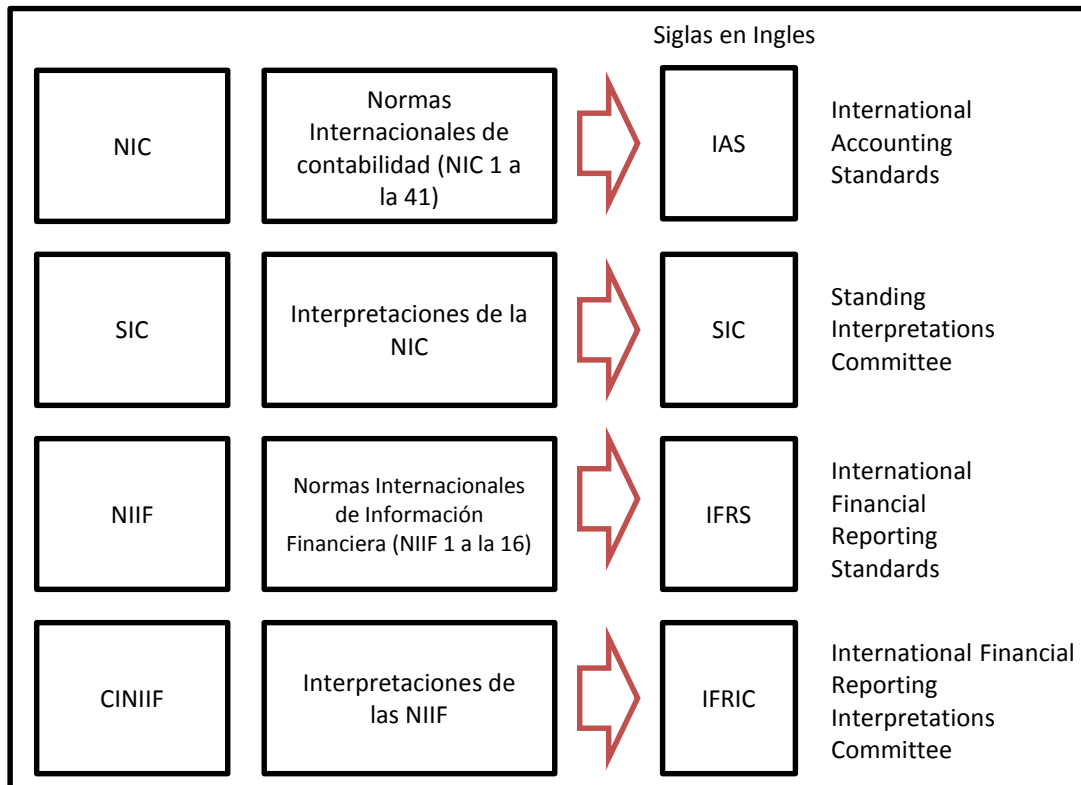 Siglas en Ingles
NIC
Normas
Internacionales de
contabilidad (NIC 1 a
la 41)
IAS
International
Accounting
Standards
SIC
Interpretaciones de la
NIC
SIC
Standing
Interpretations
Committee
NIIF
Normas Internacionales
de Información
Financiera (NIIF 1 a la 16)
IFRS
International
Financial
Reporting
Standards
CINIIF
Interpretaciones de
las NIIF
IFRIC
International Financial
Reporting
Interpretations
Committee